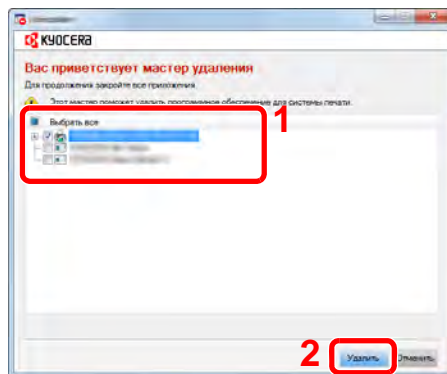 KYOCERA
Вас приветствует мастер удаления
Для продолжения закройте все приложения.
Этот мастер поможет удалить программное обеспечение для системы печати.
1
Выбрать все
2
Удалить
Отменить